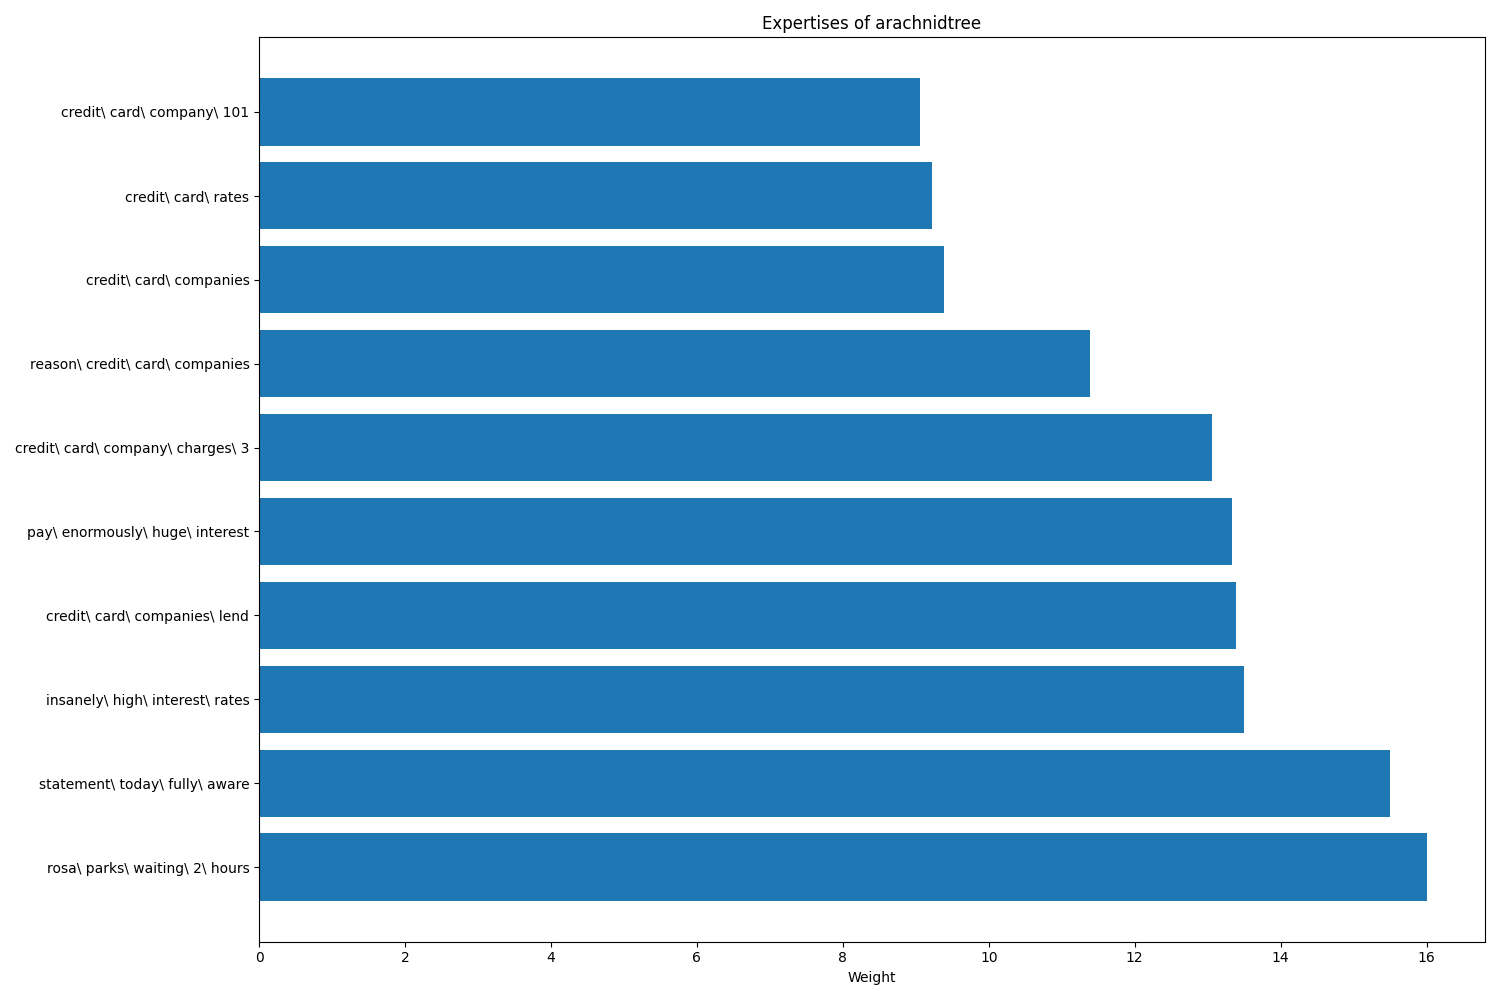 Expertises of arachnidtree
credit\ card\ company\ 101
credit\ card\ rates
credit\ card\ companies
reason\ credit\ card\ companies
credit\ card\ company\ charges\ 3
pay\ enormously\ huge\ interest
credit\ card\ companies\ lend
insanely\ high\ interest\ rates
statement\ today\ fully\ aware
rosa\ parks\ waiting\ 2\ hours
0 2 4 6 8 10 12 14 16
Weight